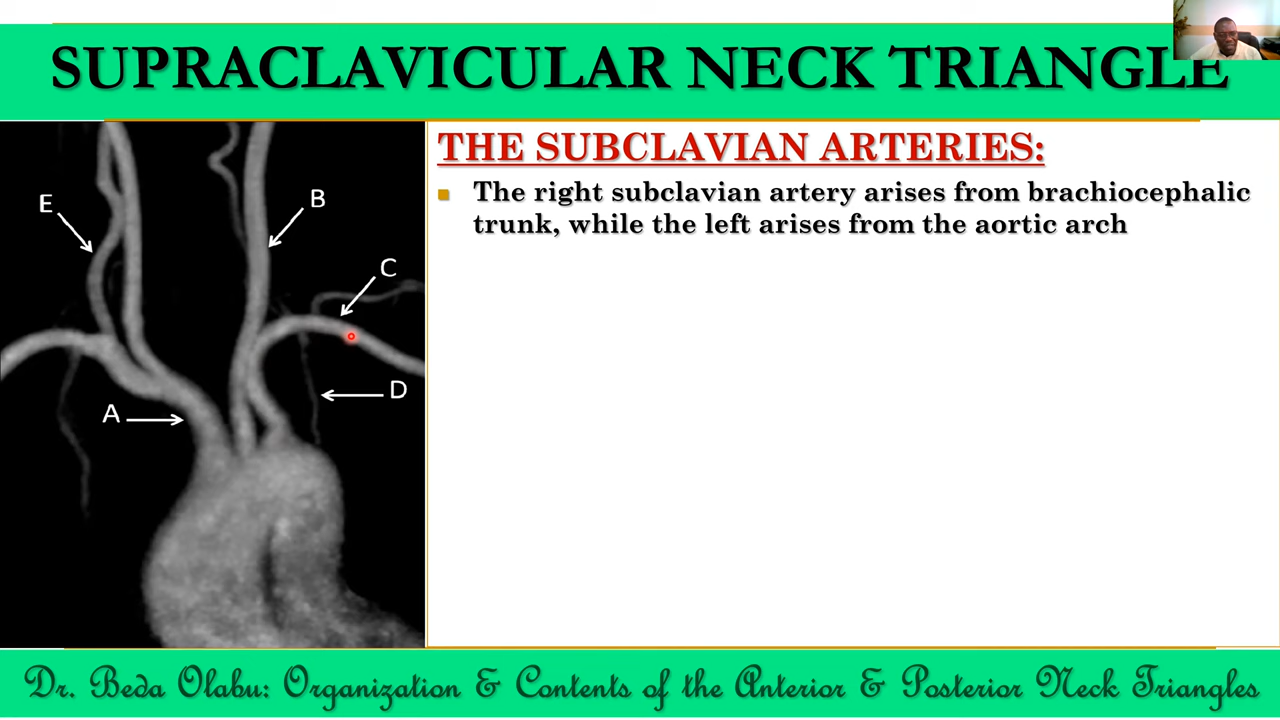 SUPRACLAVICULAR NECK TRIANGLE
E
B
C
D
A
THE SUBCLAVIAN ARTERIES:
The right subclavian artery arises from brachiocephalic
trunk, while the left arises from the aortic arch
Dr. Beda Olabu: Organization & Contents of the Anterior & Posterior Neck Triangles